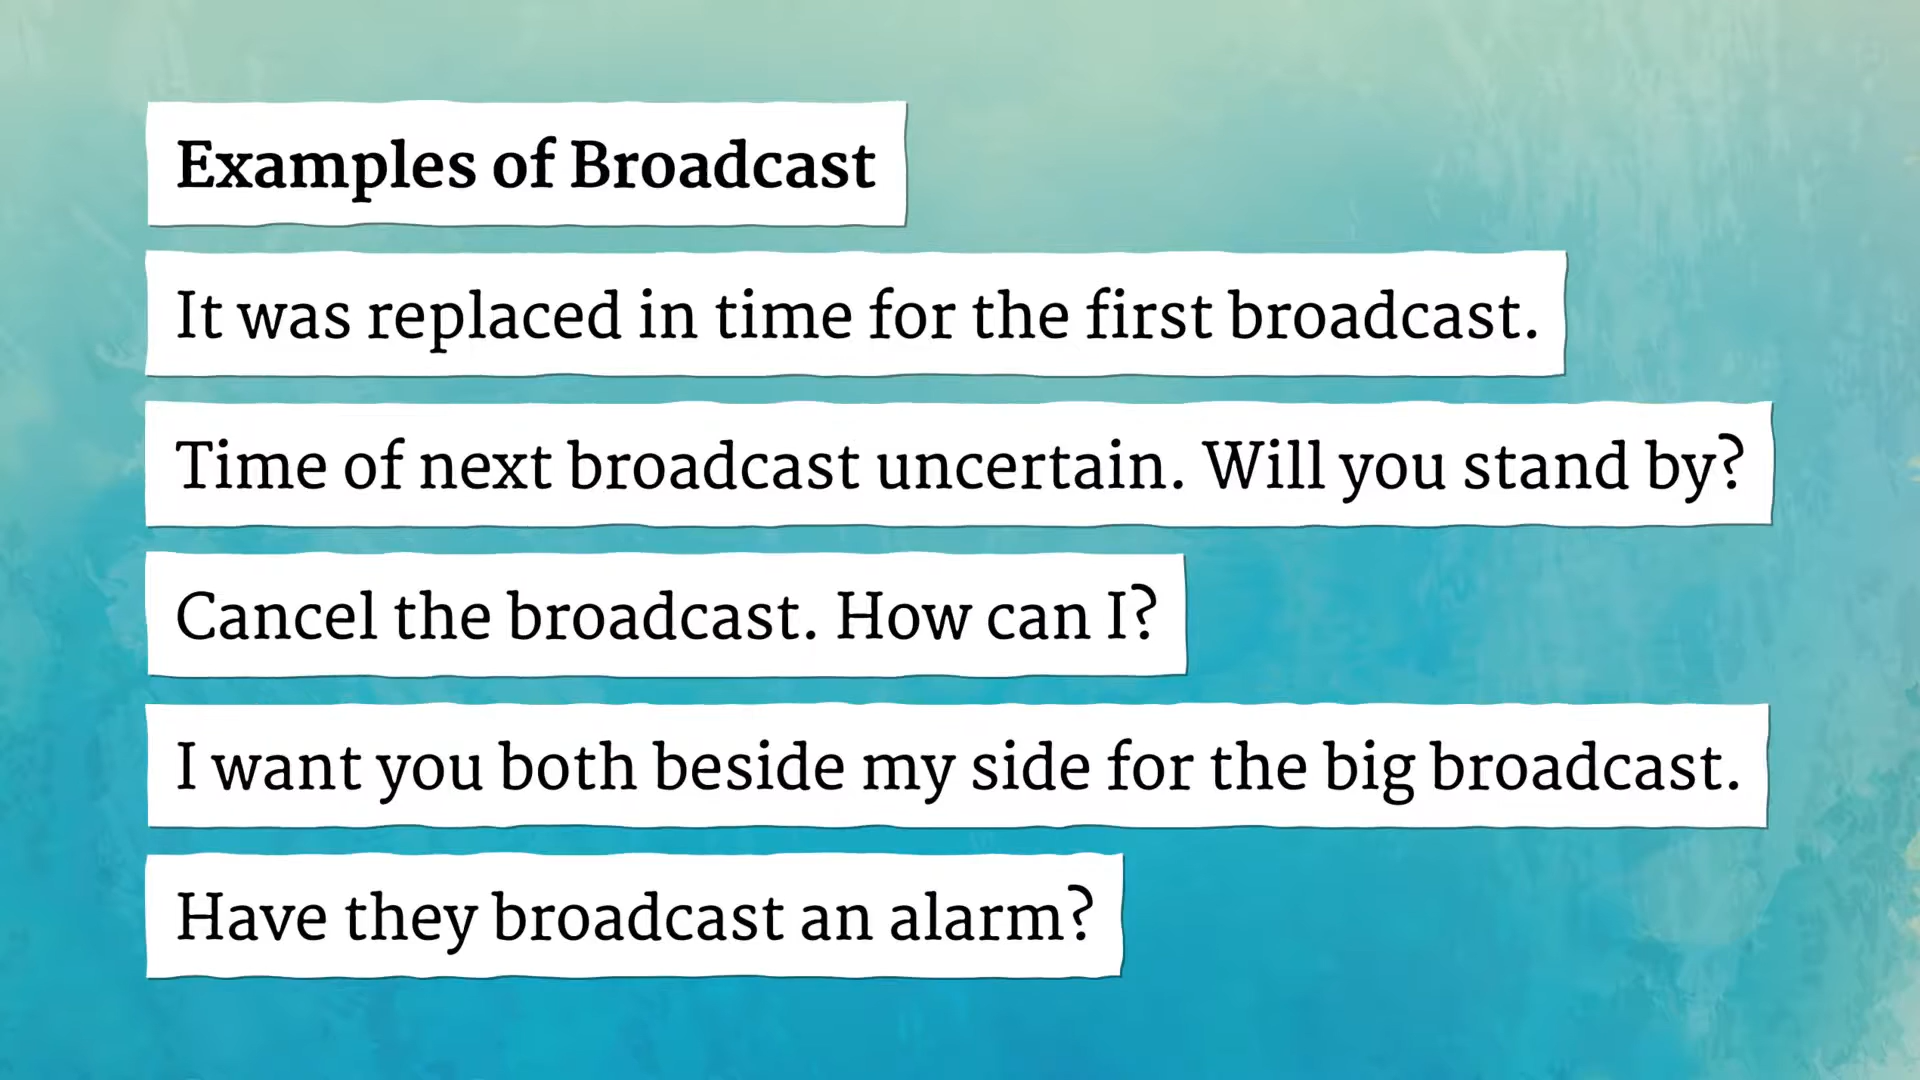 Examples of Broadcast
It was replaced in time for the first broadcast.
Time of next broadcast uncertain. Will you stand by?
Cancel the broadcast. How can I?
I want you both beside my side for the big broadcast.
Have they broadcast an alarm?